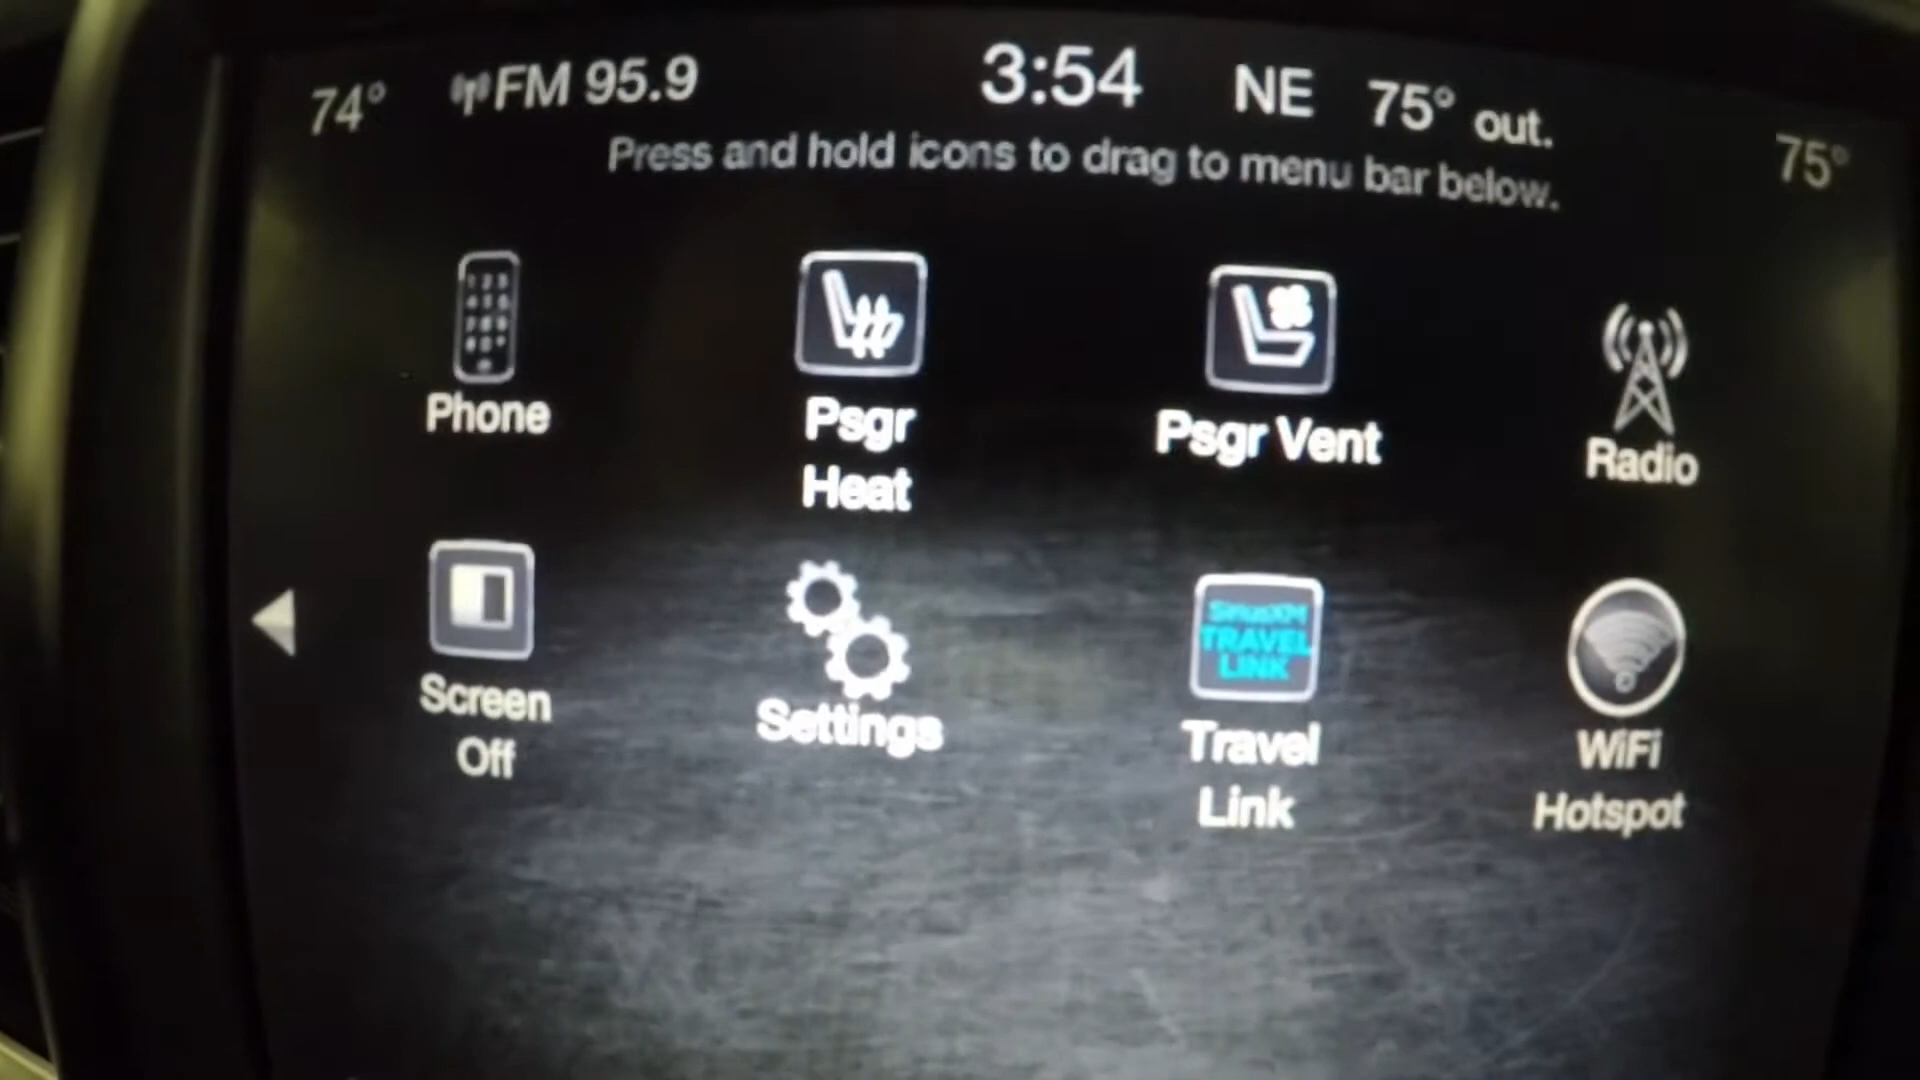 74° FM 95.9 3:54 NE 75° out. 75°
Press and hold icons to drag to menu bar below.
Phone
Psgr
Heat
Psgr Vent
Radio
Screen
Off
Settings
SiriusXM
TRAVEL
LINK
Travel
Link
WiFi
Hotspot